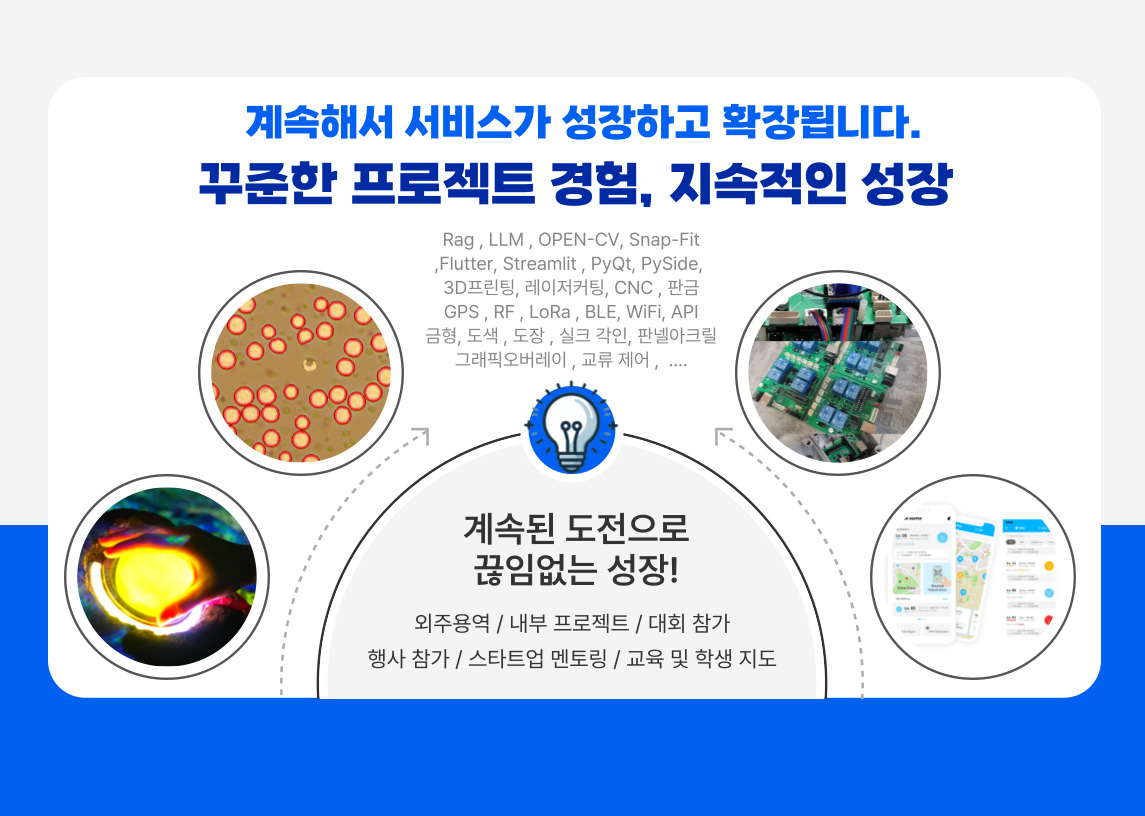 계속해서 서비스가 성장하고 확장됩니다.
꾸준한 프로젝트 경험, 지속적인 성장
Rag , LLM , OPEN-CV, Snap-Fit
,Flutter, Streamlit , PyQt, PySide,
3D프린팅, 레이저커팅, CNC , 판금
GPS , RF , LoRa , BLE, WiFi, API
금형, 도색 , 도장 , 실크 각인, 판넬아크릴
그래픽오버레이 , 교류 제어 , ....
계속된 도전으로
끊임없는 성장!
외주용역 / 내부 프로젝트 / 대회 참가
행사 참가 / 스타트업 멘토링 / 교육 및 학생 지도